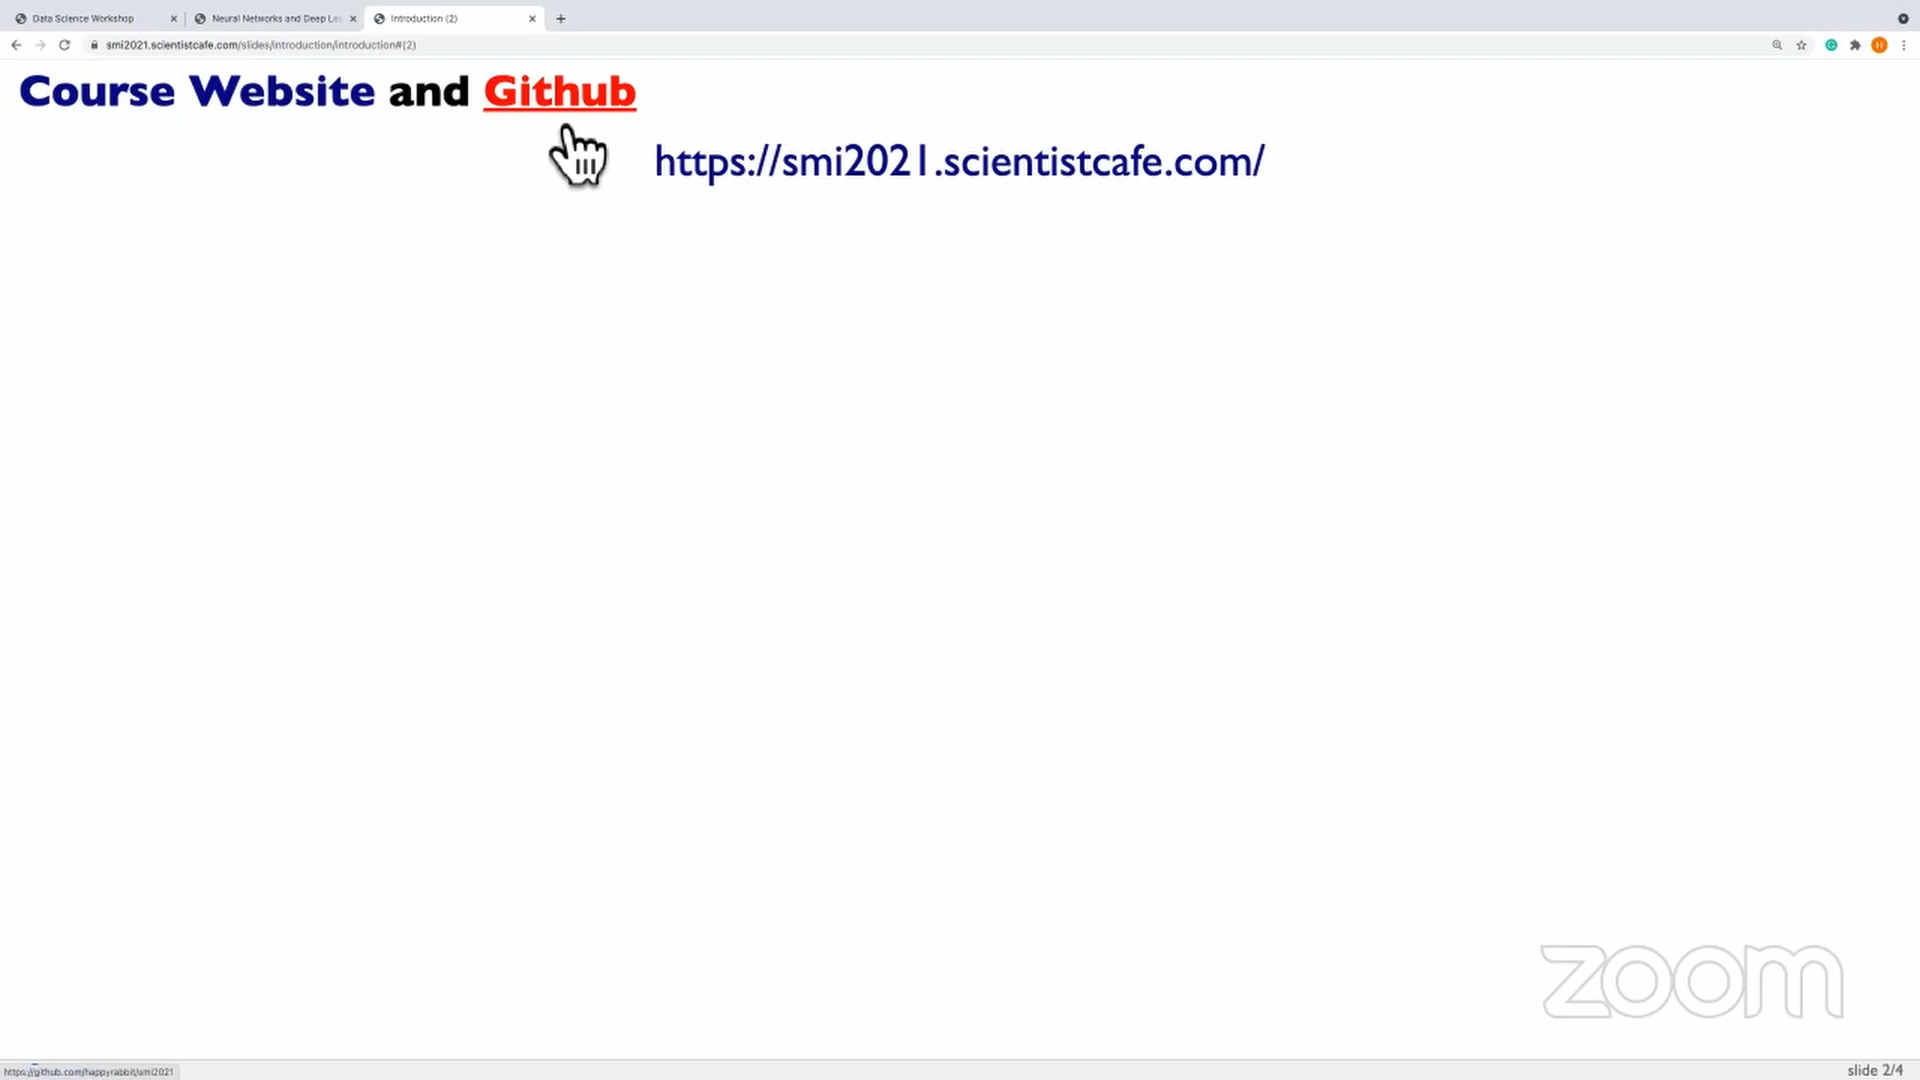 Data Science Workshop
Neural Networks and Deep Le
Introduction (2)
smi2021.scientistcafe.com/slides/introduction/introduction#(2)
H
Course Website and Github
https://smi2021.scientistcafe.com/
zoom
https://github.com/happyrabbit/smi2021
slide 2/4